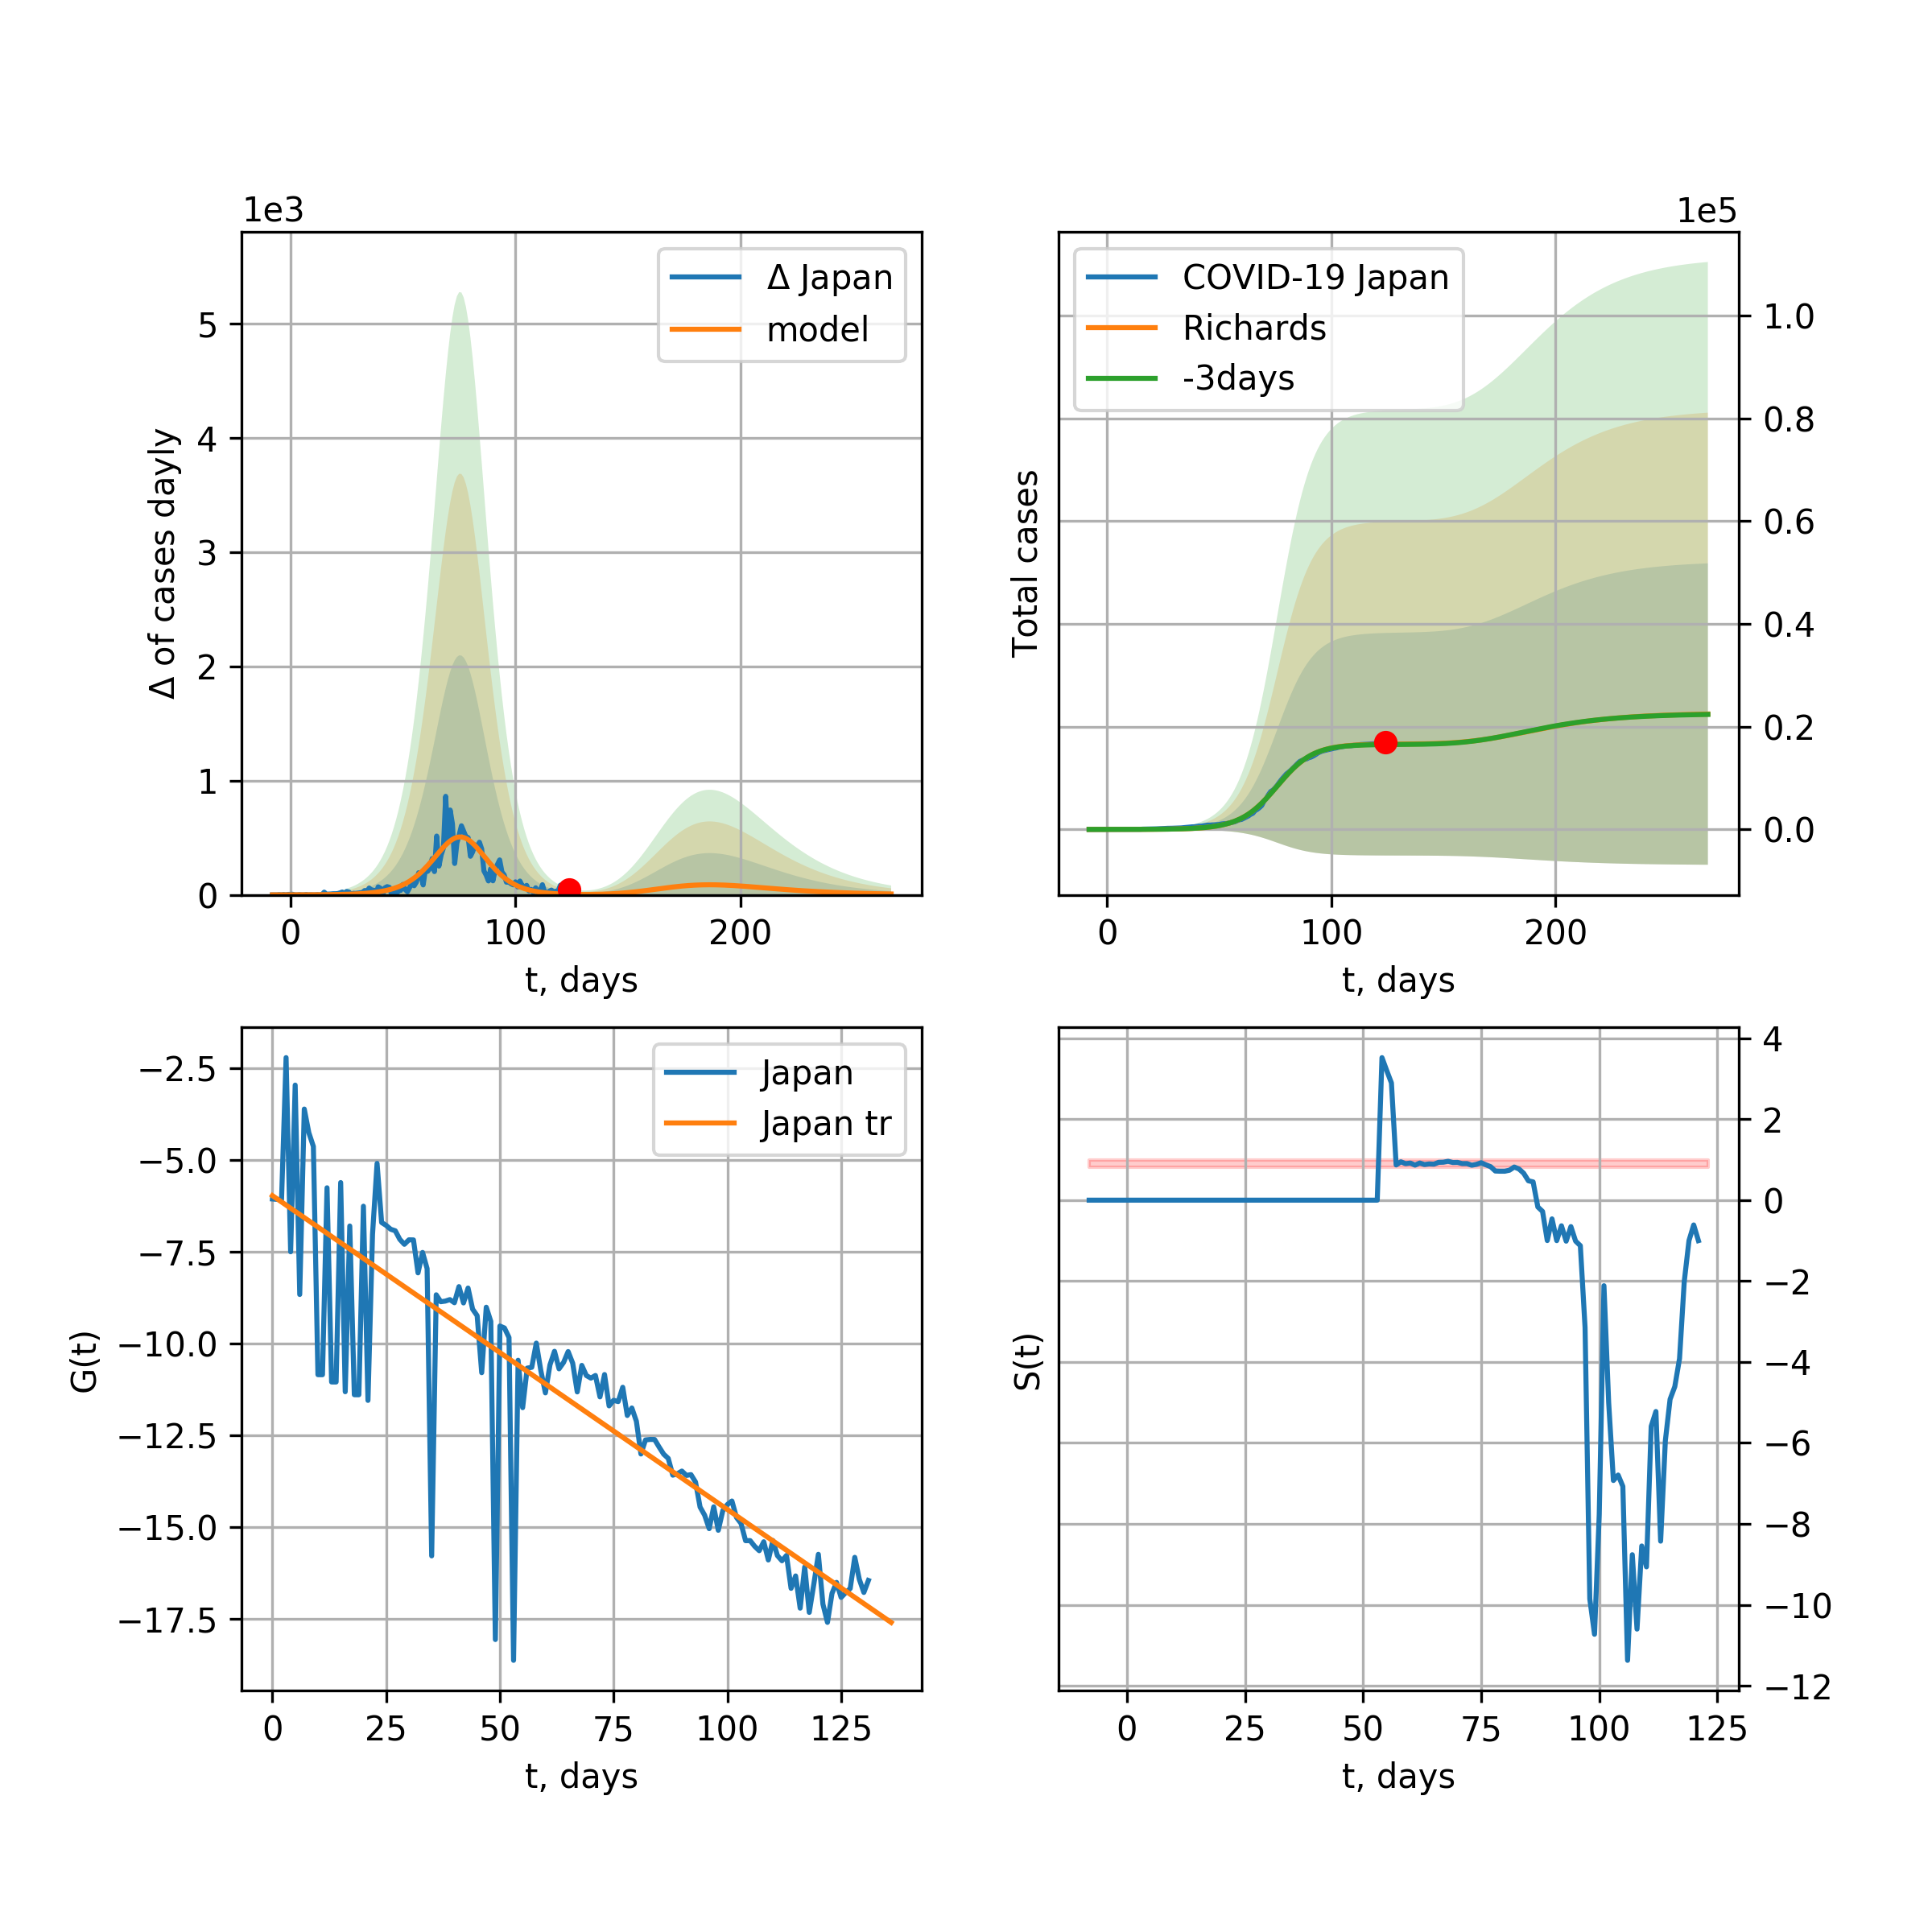 1e3
Δ Japan
model
5
4
3
2
1
0
Δ of cases dayly
0 100 200
t, days
1e5
COVID-19 Japan
Richards
-3days
Total cases
1.0
0.8
0.6
0.4
0.2
0.0
0 100 200
t, days
Japan
Japan tr
−2.5
−5.0
−7.5
−10.0
−12.5
−15.0
−17.5
G(t)
0 25 50 75 100 125
t, days
S(t)
4
2
0
−2
−4
−6
−8
−10
−12
0 25 50 75 100 125
t, days